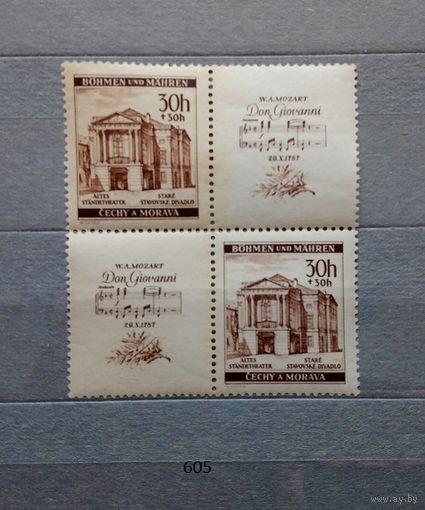 BÖHMEN UND MÄHREN
30h
+ 30h
ALTES STARÉ
STÄNDETHEATER STAVOVSKÉ DIVADLO
ČECHY A MORAVA
W.A.MOZART
Don Giovanni
29.X.1787
W.A.MOZART
Don Giovanni
29.X.1787
BÖHMEN UND MÄHREN
30h
+ 30h
ALTES STARÉ
STÄNDETHEATER STAVOVSKÉ DIVADLO
ČECHY A MORAVA
605
www.ay.by